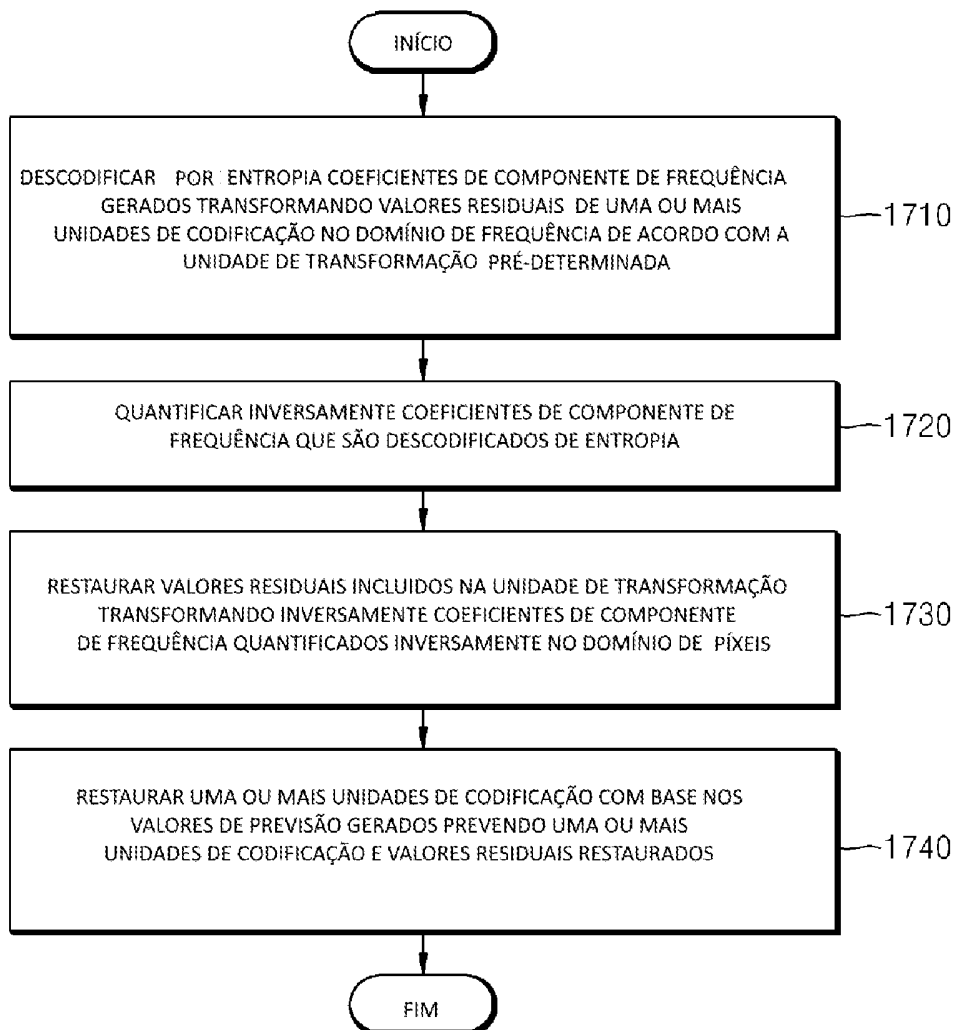 INÍCIO
DESCODIFICAR POR ENTROPIA COEFICIENTES DE COMPONENTE DE FREQUÊNCIA
GERADOS TRANSFORMANDO VALORES RESIDUAIS DE UMA OU MAIS
UNIDADES DE CODIFICAÇÃO NO DOMÍNIO DE FREQUÊNCIA DE ACORDO COM A
UNIDADE DE TRANSFORMAÇÃO PRÉ-DETERMINADA
1710
QUANTIFICAR INVERSAMENTE COEFICIENTES DE COMPONENTE DE
FREQUÊNCIA QUE SÃO DESCODIFICADOS DE ENTROPIA
1720
RESTAURAR VALORES RESIDUAIS INCLUIDOS NA UNIDADE DE TRANSFORMAÇÃO
TRANSFORMANDO INVERSAMENTE COEFICIENTES DE COMPONENTE
DE FREQUÊNCIA QUANTIFICADOS INVERSAMENTE NO DOMÍNIO DE PÍXEIS
1730
RESTAURAR UMA OU MAIS UNIDADES DE CODIFICAÇÃO COM BASE NOS
VALORES DE PREVISÃO GERADOS PREVENDO UMA OU MAIS
UNIDADES DE CODIFICAÇÃO E VALORES RESIDUAIS RESTAURADOS
1740
FIM